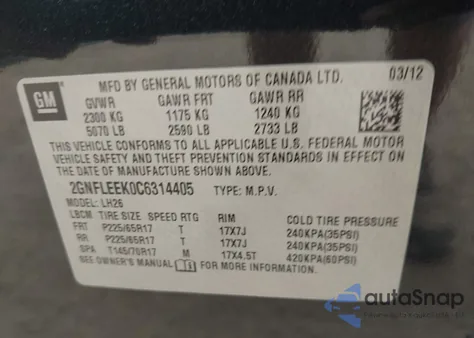 GM
MFD BY GENERAL MOTORS OF CANADA LTD. 03/12
GVWR GAWR FRT GAWR RR
2300 KG 1175 KG 1240 KG
5070 LB 2590 LB 2733 LB
THIS VEHICLE CONFORMS TO ALL APPLICABLE U.S. FEDERAL MOTOR
VEHICLE SAFETY AND THEFT PREVENTION STANDARDS IN EFFECT ON
THE DATE OF MANUFACTURE SHOWN ABOVE.
2GNFLEEK0C6314405 TYPE: M.P.V.
MODEL: LH26
LBCM TIRE SIZE SPEED RTG RIM COLD TIRE PRESSURE
FRT P225/65R17 T 17X7J 240KPA(35PSI)
RR P225/65R17 T 17X7J 240KPA(35PSI)
SPA T145/70R17 M 17X4.5T 420KPA(60PSI)
SEE OWNER'S MANUAL FOR MORE INFORMATION
autoSnap